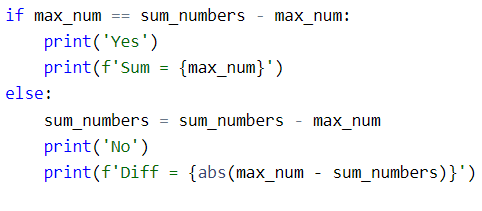 if max_num == sum_numbers - max_num:
    print('Yes')
    print(f'Sum = {max_num}')
else:
    sum_numbers = sum_numbers - max_num
    print('No')
    print(f'Diff = {abs(max_num - sum_numbers)}')